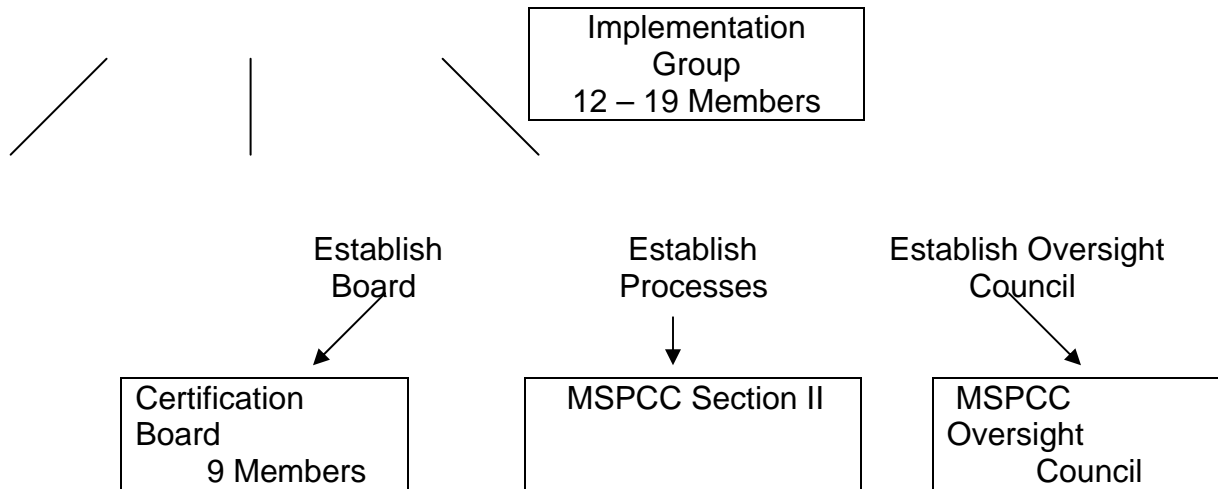 Implementation
Group
12 – 19 Members
Establish
Board
Establish
Processes
Establish Oversight
Council
Certification
Board
9 Members
MSPCC Section II
MSPCC
Oversight
Council